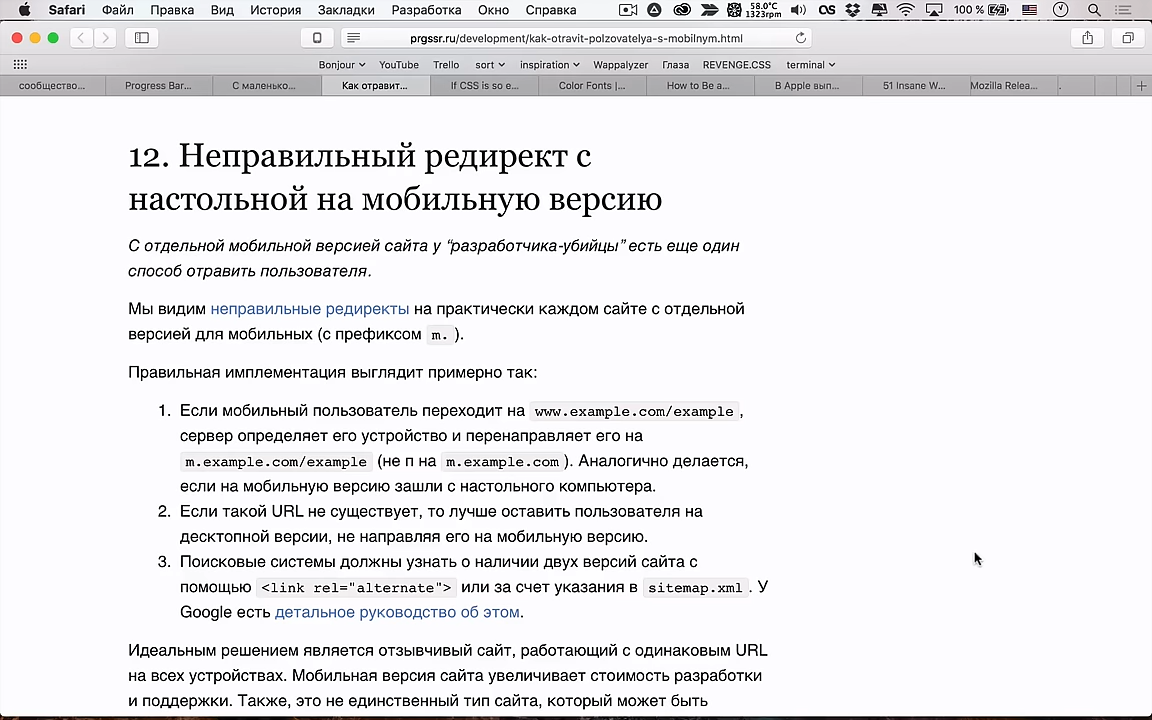 Safari Файл Правка Вид История Закладки Разработка Окно Справка 58.0°C 1323rpm 100 %
prgssr.ru/development/kak-otravit-polzovatelya-s-mobilnym.html
Bonjour YouTube Trello sort inspiration Wappalyzer Глаза REVENGE.CSS terminal
сообщество... Progress Bar... С маленько... Как отравит... If CSS is so e... Color Fonts |... How to Be a... В Apple вып... 51 Insane W... Mozilla Relea...
12. Неправильный редирект с
настольной на мобильную версию
С отдельной мобильной версией сайта у “разработчика-убийцы” есть еще один
способ отравить пользователя.
Мы видим неправильные редиректы на практически каждом сайте с отдельной
версией для мобильных (с префиксом m. ).
Правильная имплементация выглядит примерно так:
1. Если мобильный пользователь переходит на www.example.com/example ,
сервер определяет его устройство и перенаправляет его на
m.example.com/example (не п на m.example.com ). Аналогично делается,
если на мобильную версию зашли с настольного компьютера.
2. Если такой URL не существует, то лучше оставить пользователя на
десктопной версии, не направляя его на мобильную версию.
3. Поисковые системы должны узнать о наличии двух версий сайта с
помощью <link rel="alternate"> или за счет указания в sitemap.xml . У
Google есть детальное руководство об этом.
Идеальным решением является отзывчивый сайт, работающий с одинаковым URL
на всех устройствах. Мобильная версия сайта увеличивает стоимость разработки
и поддержки. Также, это не единственный тип сайта, который может быть